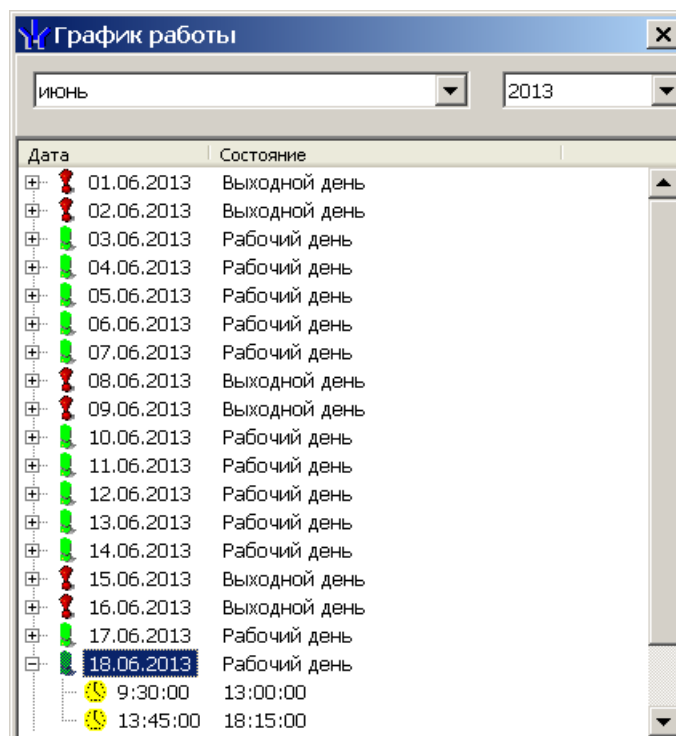 График работы
июнь 2013
Дата Состояние
01.06.2013 Выходной день
02.06.2013 Выходной день
03.06.2013 Рабочий день
04.06.2013 Рабочий день
05.06.2013 Рабочий день
06.06.2013 Рабочий день
07.06.2013 Рабочий день
08.06.2013 Выходной день
09.06.2013 Выходной день
10.06.2013 Рабочий день
11.06.2013 Рабочий день
12.06.2013 Рабочий день
13.06.2013 Рабочий день
14.06.2013 Рабочий день
15.06.2013 Выходной день
16.06.2013 Выходной день
17.06.2013 Рабочий день
18.06.2013 Рабочий день
9:30:00 13:00:00
13:45:00 18:15:00